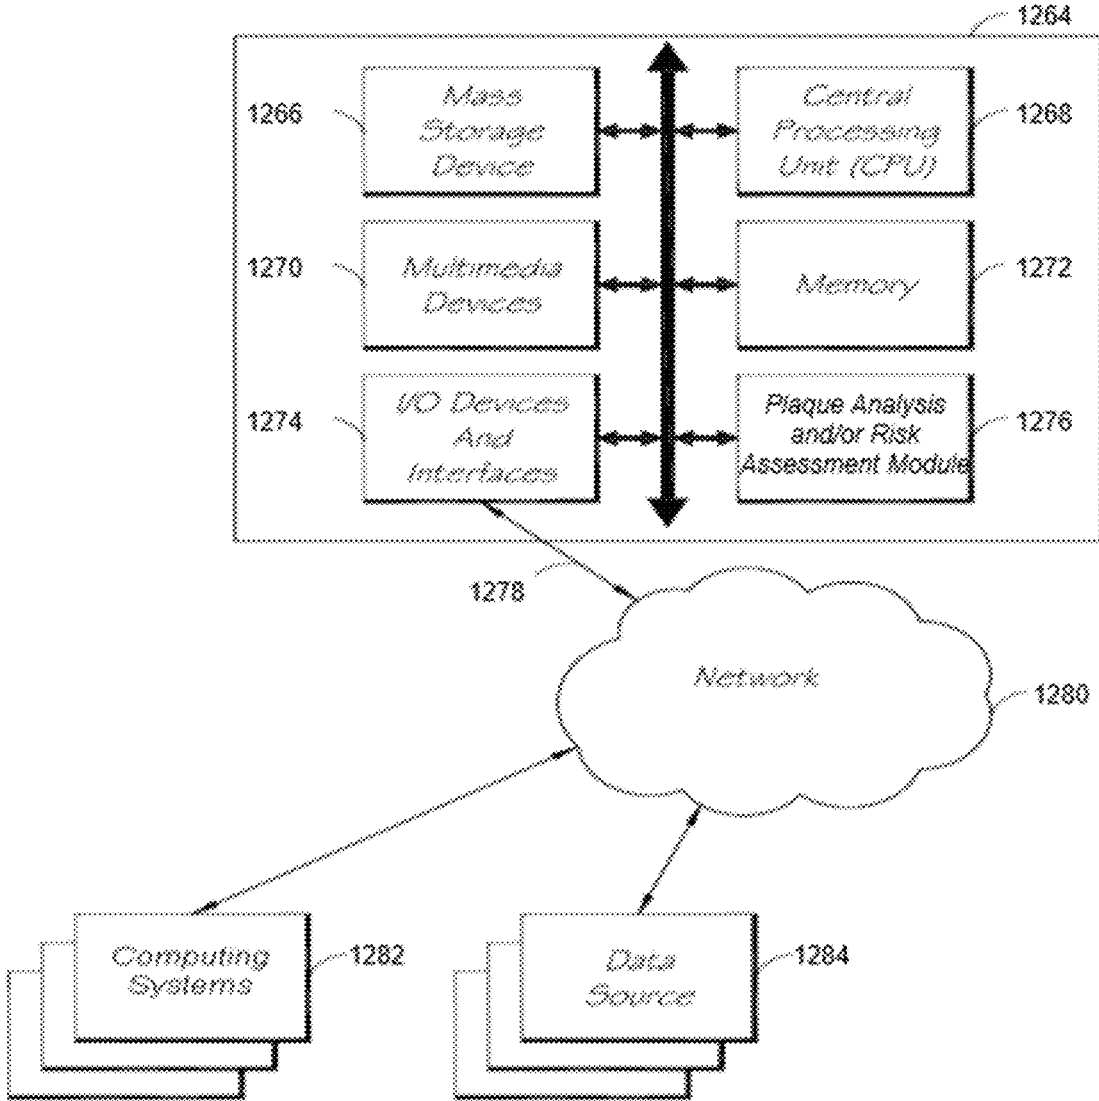 1264
1266
Mass
Storage
Device
Central
Processing
Unit (CPU)
1268
1270
Multimedia
Devices
Memory
1272
1274
I/O Devices
And
Interfaces
Plaque Analysis
and/or Risk
Assessment Module
1276
1278
Network
1280
Computing
Systems
1282
Data
Source
1284